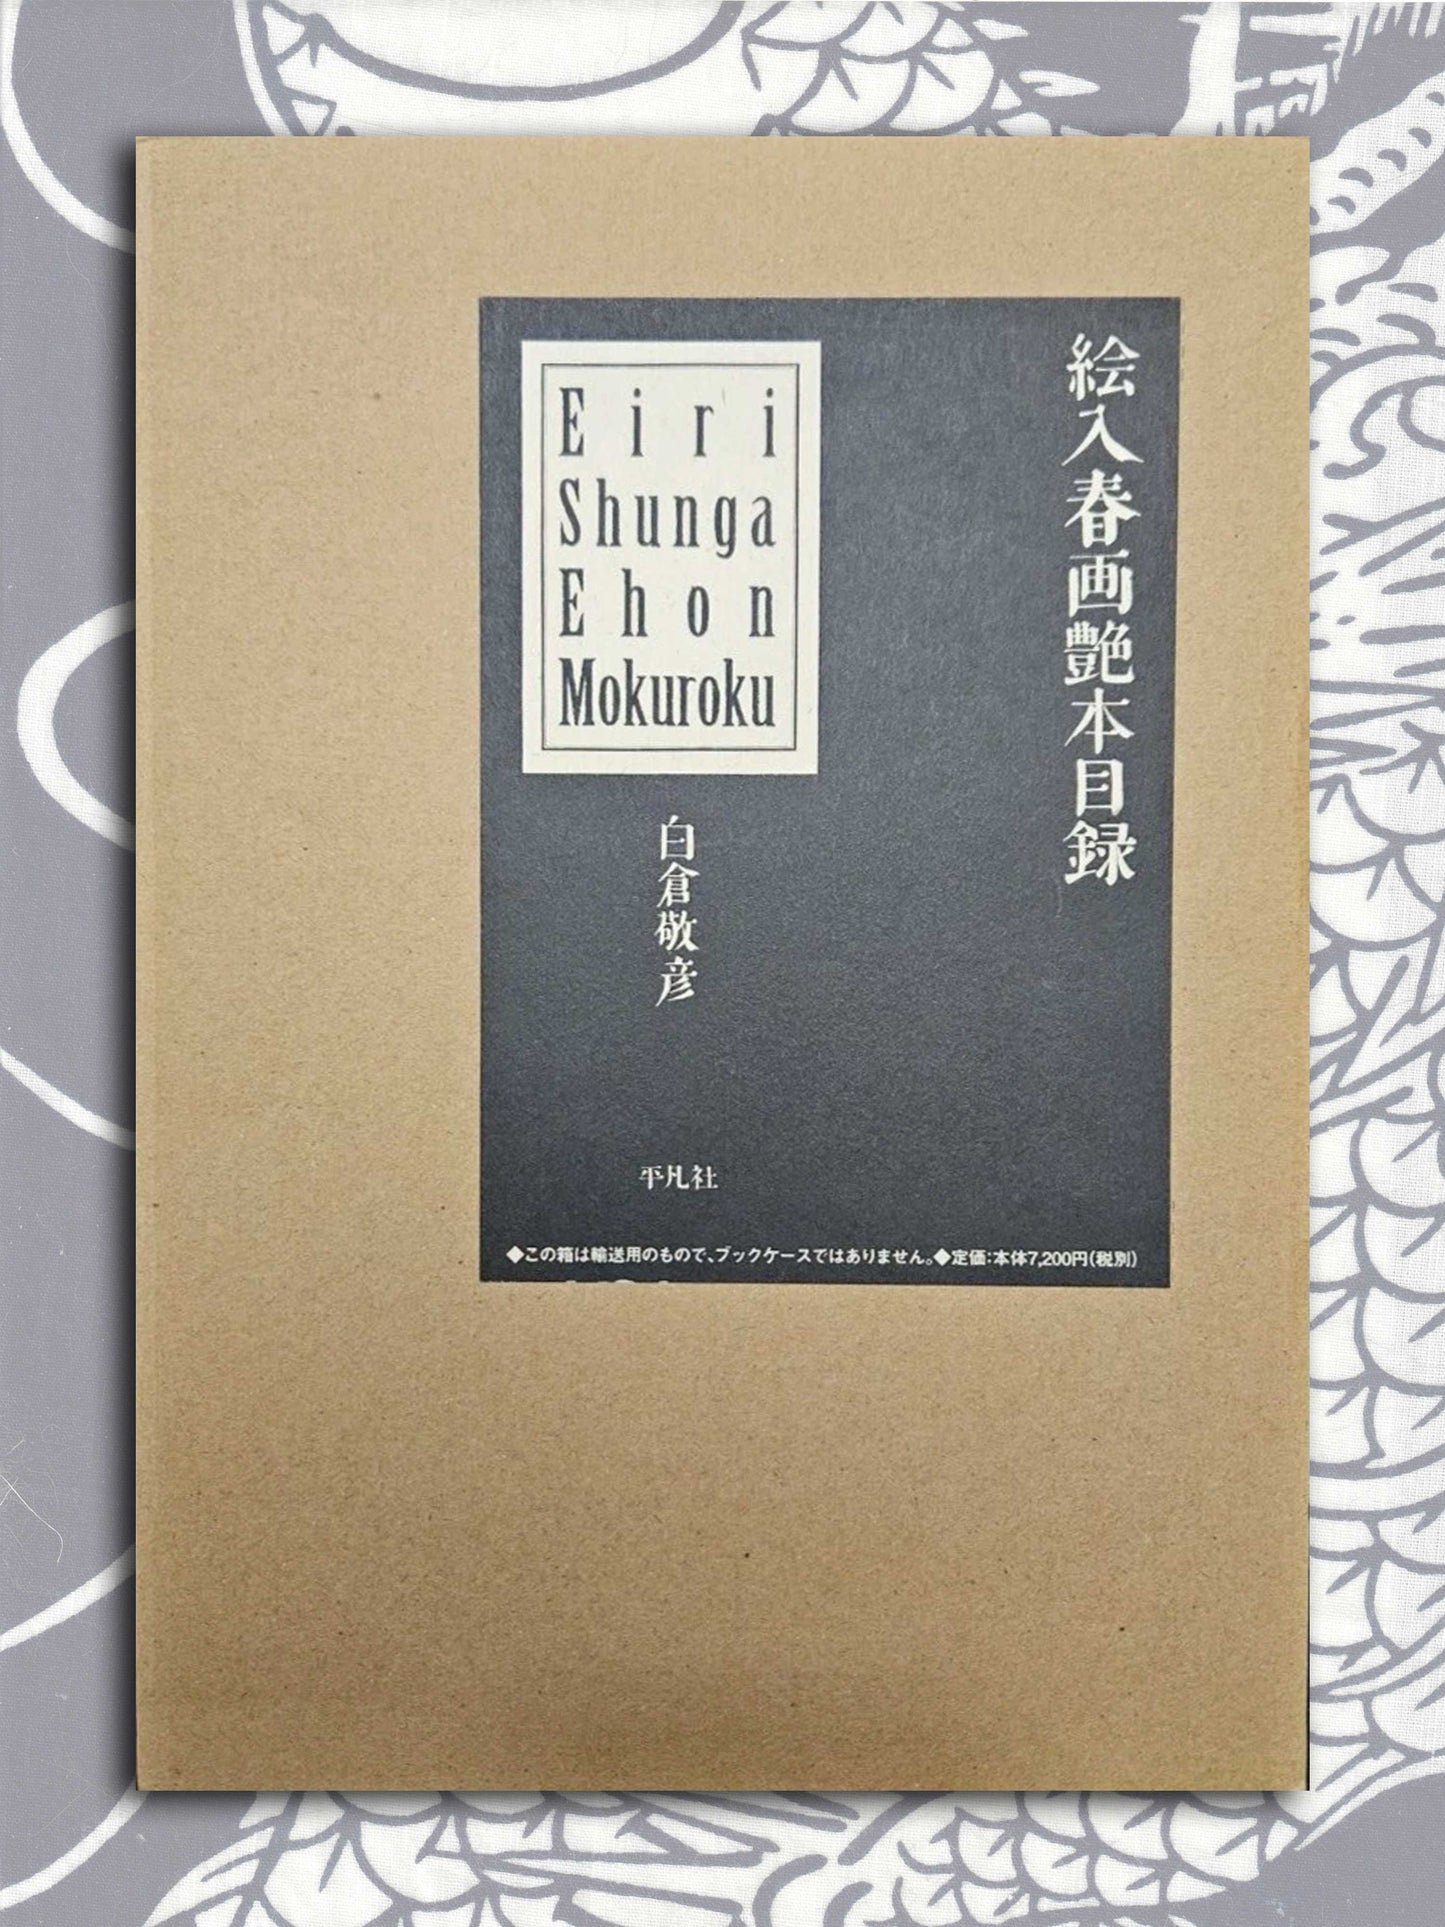 絵入春画艶本目録
Eiri
Shunga
Ehon
Mokuroku
白倉敬彦
平凡社
◆この箱は輸送用のもので、ブックケースではありません。◆定価:本体7,200円(税別)